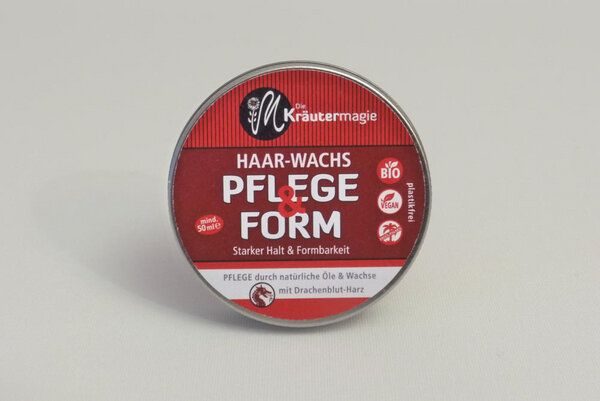 Die
Kräutermagie
HAAR-WACHS
PFLEGE
&
FORM
Starker Halt & Formbarkeit
mind.
50 ml e
BIO
VEGAN
plastikfrei
PFLEGE durch natürliche Öle & Wachse
mit Drachenblut-Harz